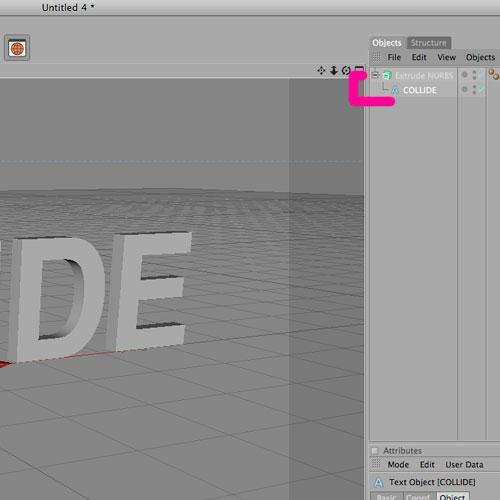 Untitled 4 *
Objects Structure
File Edit View Objects
Extrude NURBS
COLLIDE
DE
Attributes
Mode Edit User Data
Text Object [COLLIDE]
Basic Coord Object